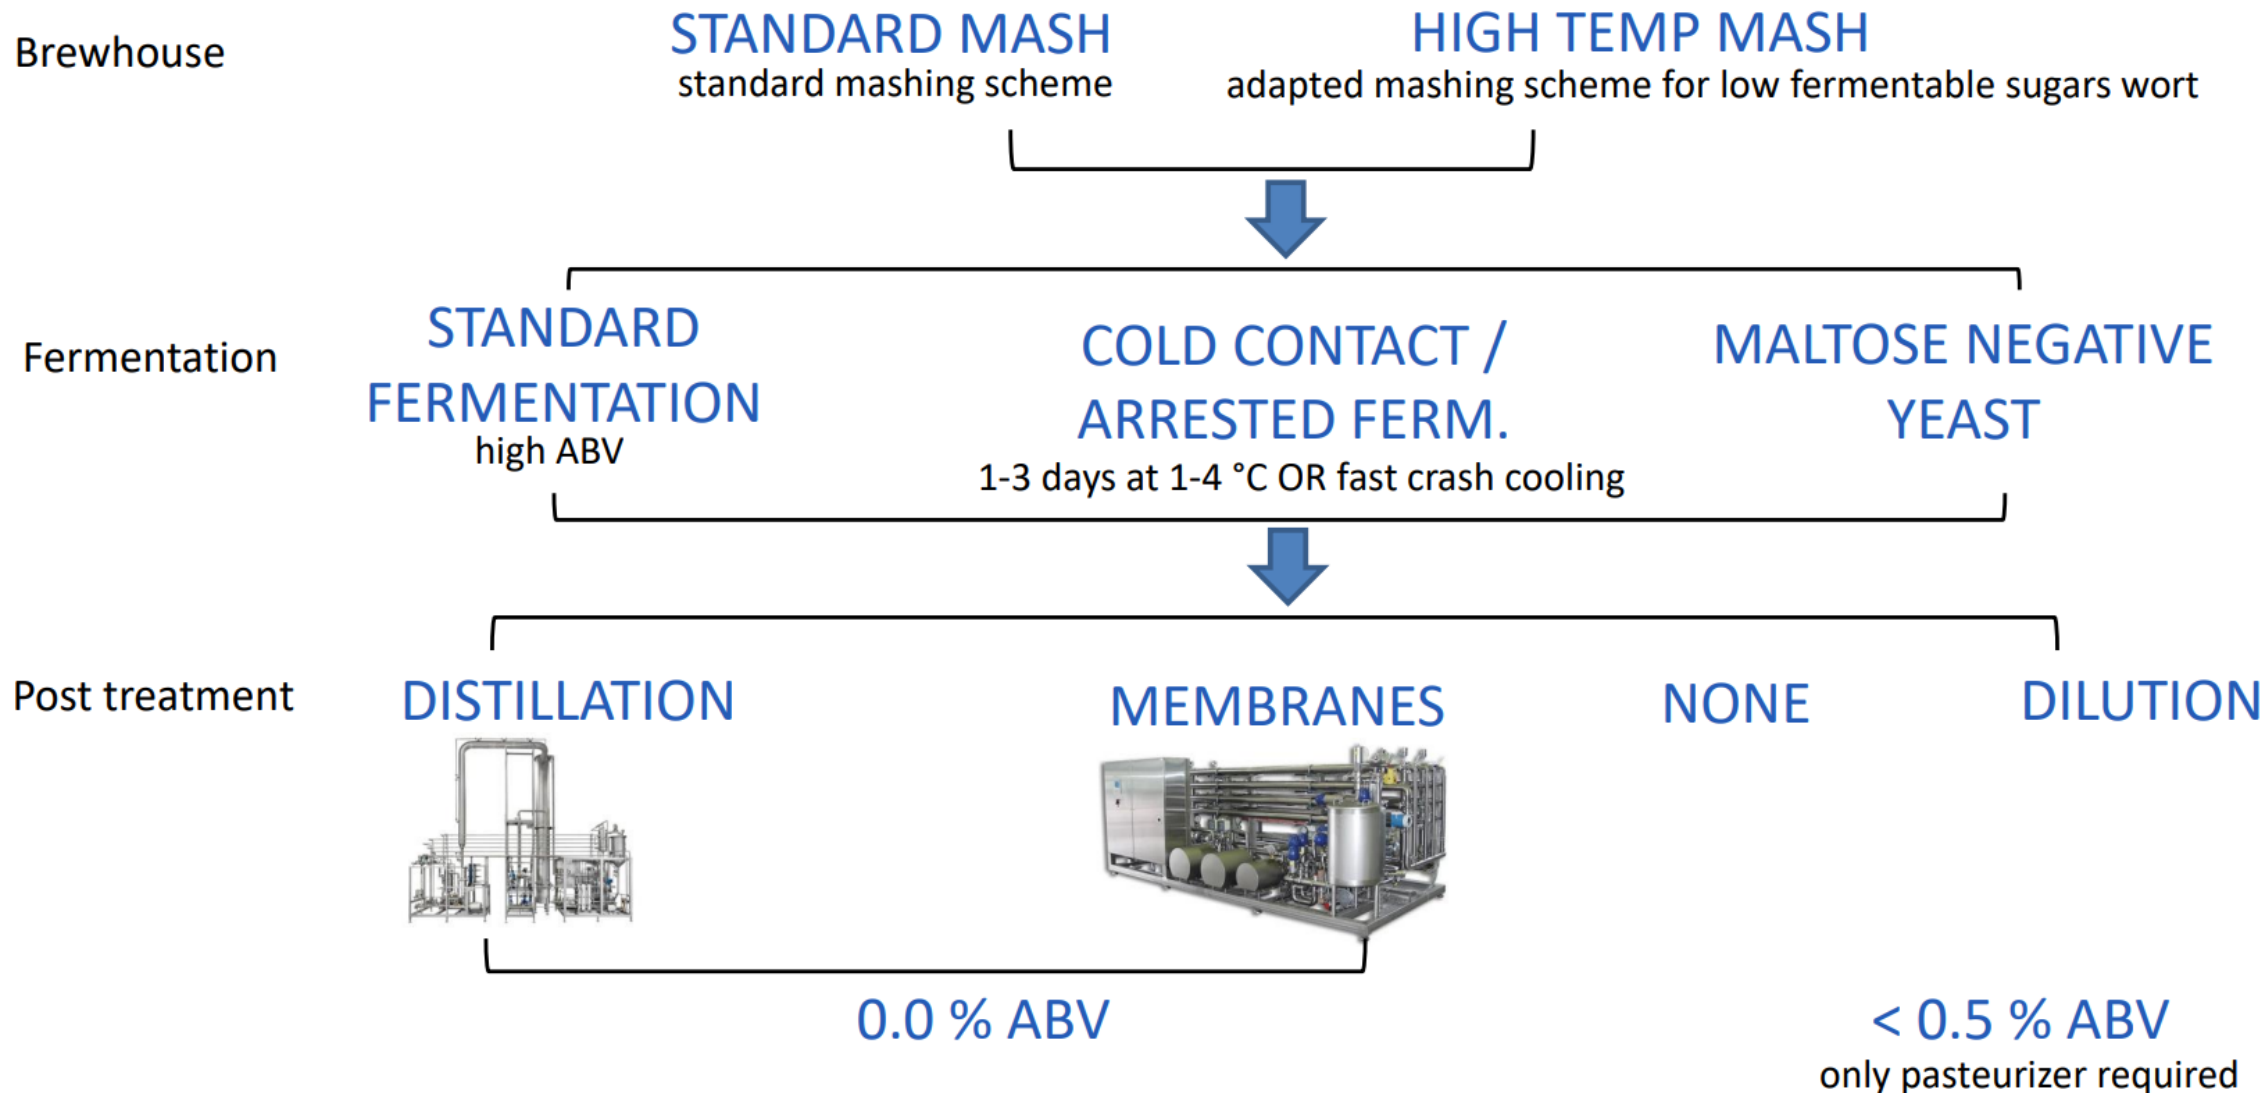 Brewhouse
STANDARD MASH
standard mashing scheme
HIGH TEMP MASH
adapted mashing scheme for low fermentable sugars wort
Fermentation
STANDARD
FERMENTATION
high ABV
COLD CONTACT /
ARRESTED FERM.
1-3 days at 1-4 °C OR fast crash cooling
MALTOSE NEGATIVE
YEAST
Post treatment
DISTILLATION
MEMBRANES
NONE
DILUTION
0.0 % ABV
< 0.5 % ABV
only pasteurizer required